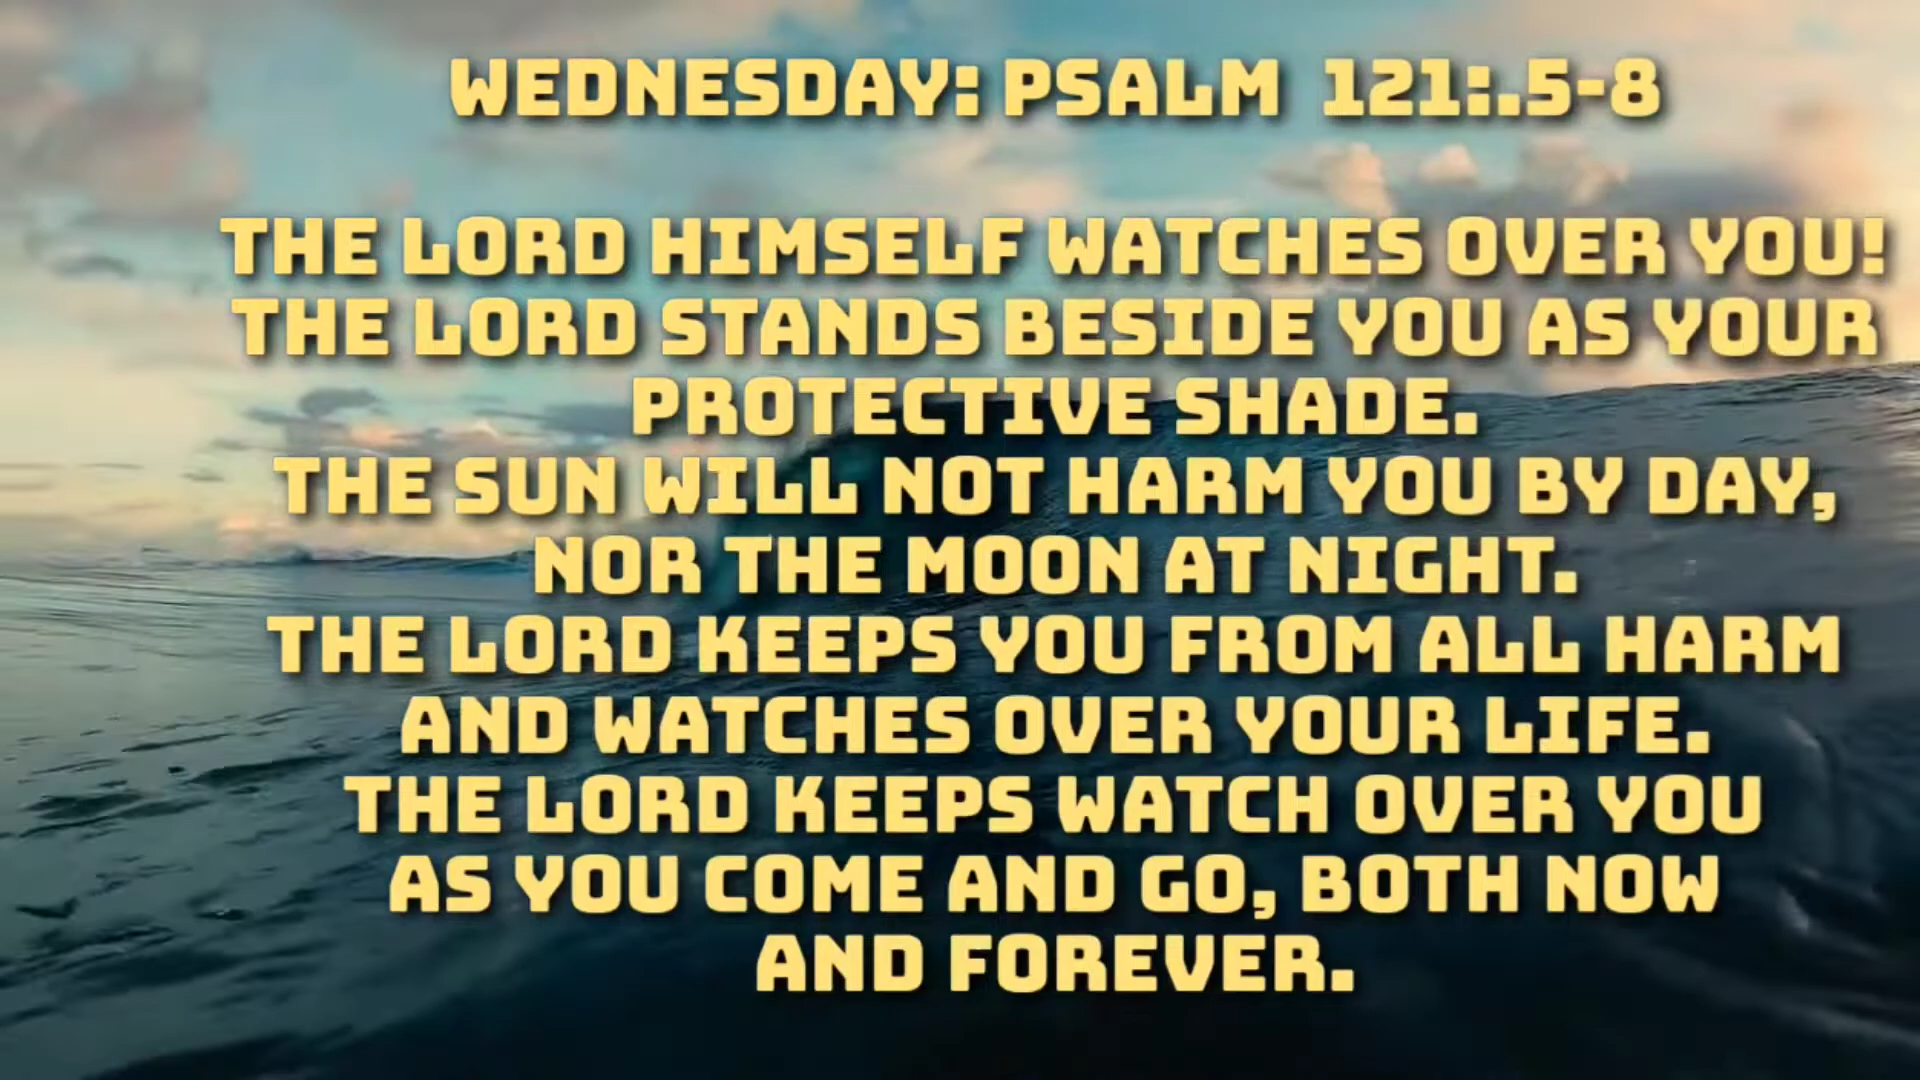 WEDNESDAY: PSALM 121:.5-8
THE LORD HIMSELF WATCHES OVER YOU!
THE LORD STANDS BESIDE YOU AS YOUR
PROTECTIVE SHADE.
THE SUN WILL NOT HARM YOU BY DAY,
NOR THE MOON AT NIGHT.
THE LORD KEEPS YOU FROM ALL HARM
AND WATCHES OVER YOUR LIFE.
THE LORD KEEPS WATCH OVER YOU
AS YOU COME AND GO, BOTH NOW
AND FOREVER.